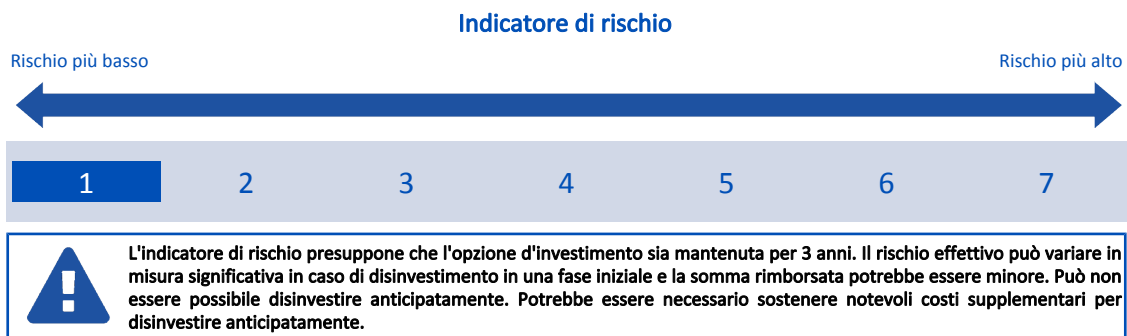 Indicatore di rischio
Rischio più basso Rischio più alto
1 2 3 4 5 6 7
L'indicatore di rischio presuppone che l'opzione d'investimento sia mantenuta per 3 anni. Il rischio effettivo può variare in
misura significativa in caso di disinvestimento in una fase iniziale e la somma rimborsata potrebbe essere minore. Può non
essere possibile disinvestire anticipatamente. Potrebbe essere necessario sostenere notevoli costi supplementari per
disinvestire anticipatamente.